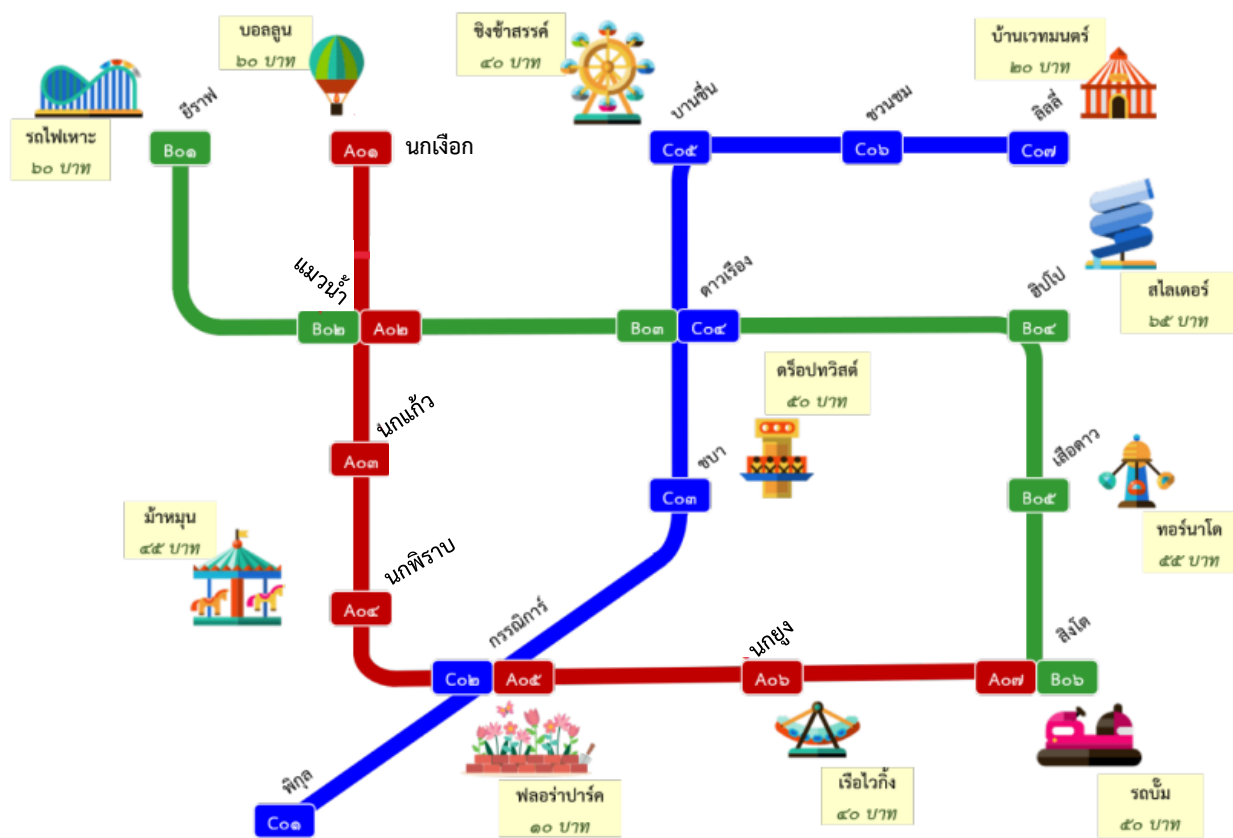 บอลลูน
๖๐ บาท
ชิงช้าสรรค์
๔๐ บาท
บ้านเวทมนตร์
๒๐ บาท
รถไฟเหาะ
๖๐ บาท
ยีราฟ
B๐๑
A๐๑
นกเงือก
บานชื่น
C๐๕
ชวนชม
C๐๖
ลิลลี่
C๐๗
สไลเดอร์
๖๕ บาท
แมวน้ำ
B๐๒
A๐๒
ดาวเรือง
B๐๓
C๐๔
ฮิปโป
B๐๔
ดร็อปทวิสต์
๕๐ บาท
นกแก้ว
A๐๓
ชบา
C๐๓
เสือดาว
B๐๕
ทอร์นาโด
๕๕ บาท
ม้าหมุน
๔๕ บาท
นกพิราบ
A๐๔
กรรณิการ์
C๐๒
A๐๕
นกยูง
A๐๖
สิงโต
A๐๗
B๐๖
พิกุล
C๐๑
ฟลอร่าปาร์ค
๑๐ บาท
เรือไวกิ้ง
๔๐ บาท
รถบั๊ม
๕๐ บาท